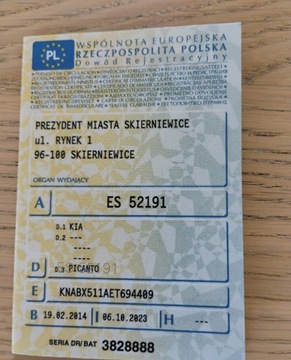 PL
WSPÓLNOTA EUROPEJSKA
RZECZPOSPOLITA POLSKA
Dowód Rejestracyjny
PREZYDENT MIASTA SKIERNIEWICE
ul. RYNEK 1
96-100 SKIERNIEWICE
ORGAN WYDAJĄCY
A ES 52191
D.1 KIA
D.2 ---
----
----
D D.3 PICANTO
E KNABX511AET694409
B 19.02.2014 I 06.10.2023 H ---
SERIA DR/BAT 3828888